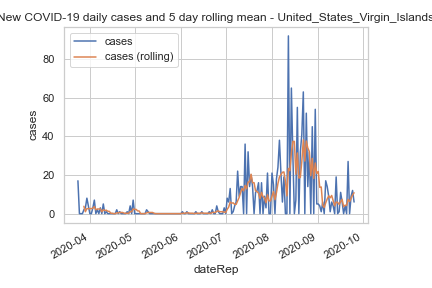 New COVID-19 daily cases and 5 day rolling mean - United_States_Virgin_Islands
cases
cases (rolling)
80
60
40
20
0
cases
2020-04
2020-05
2020-06
2020-07
2020-08
2020-09
2020-10
dateRep